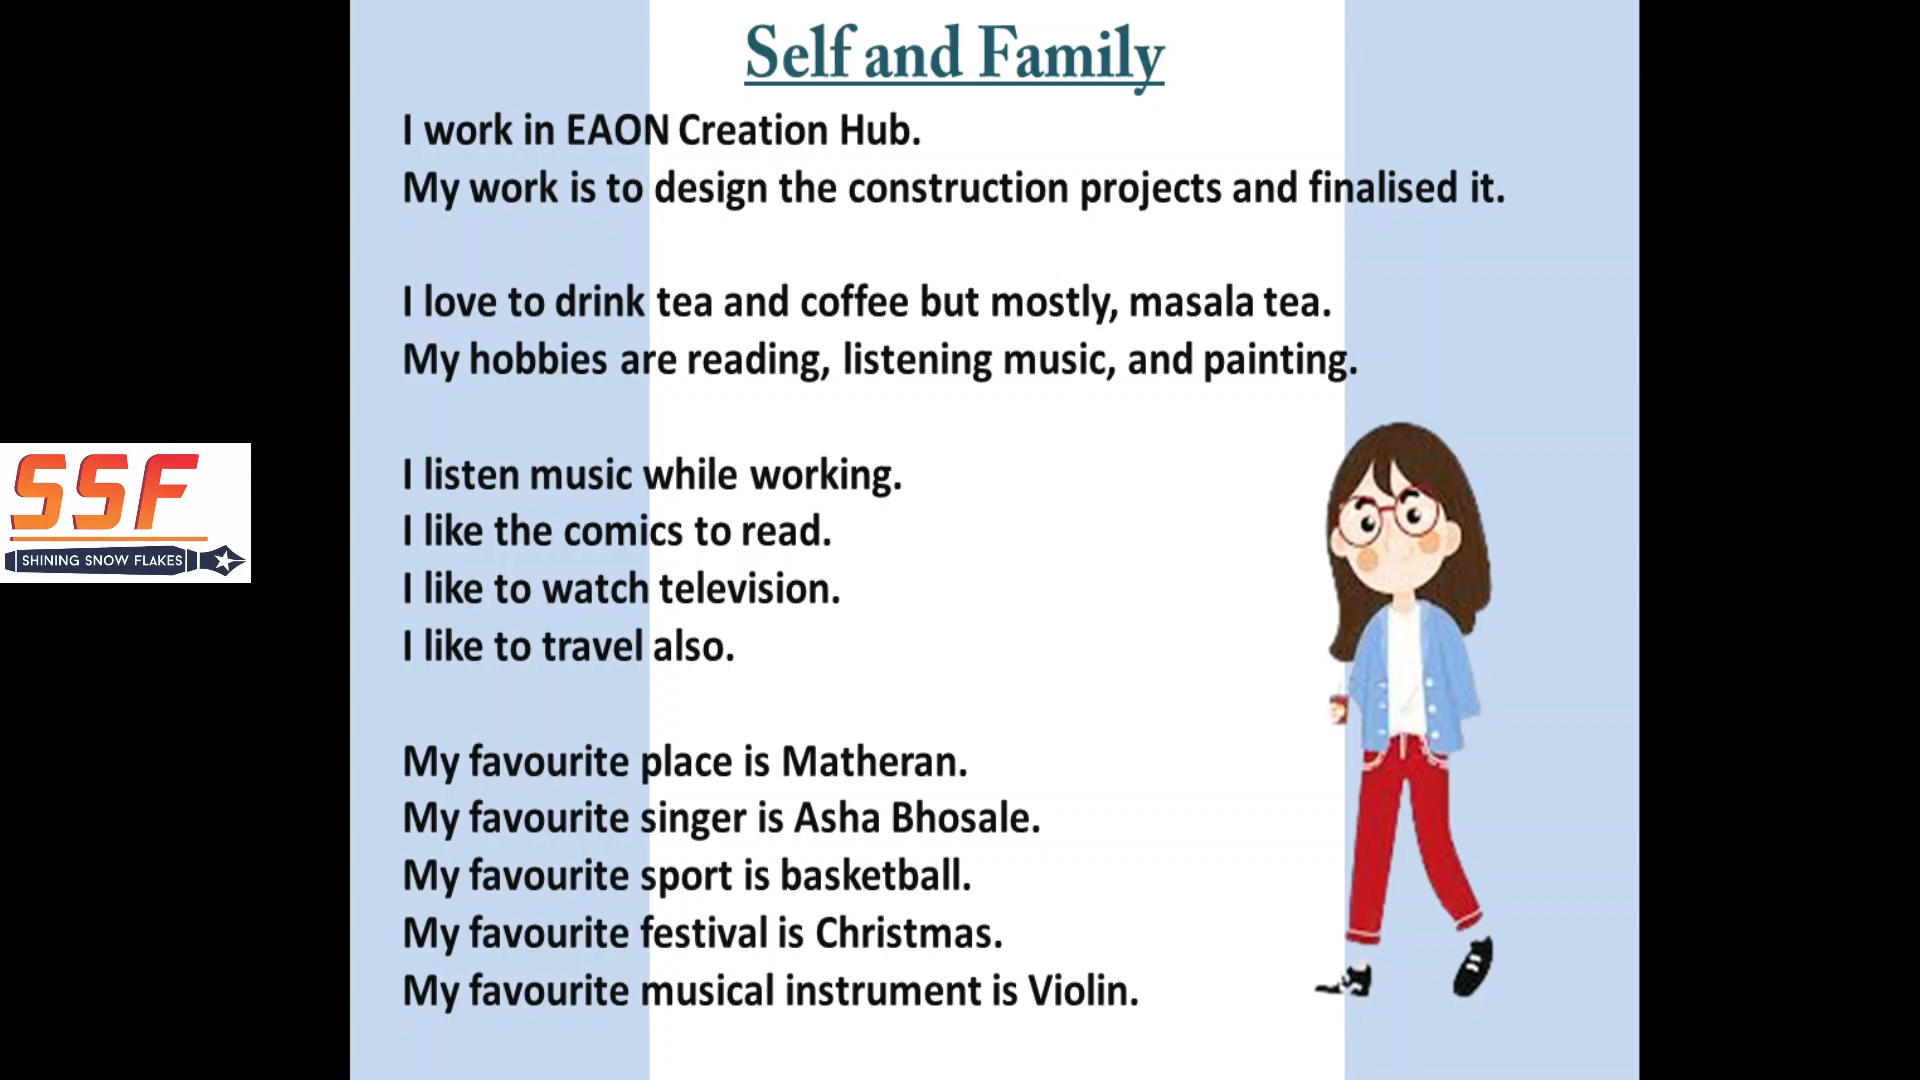 Self and Family
I work in EAON Creation Hub.
My work is to design the construction projects and finalised it.
I love to drink tea and coffee but mostly, masala tea.
My hobbies are reading, listening music, and painting.
I listen music while working.
I like the comics to read.
I like to watch television.
I like to travel also.
My favourite place is Matheran.
My favourite singer is Asha Bhosale.
My favourite sport is basketball.
My favourite festival is Christmas.
My favourite musical instrument is Violin.
SSF
SHINING SNOW FLAKES